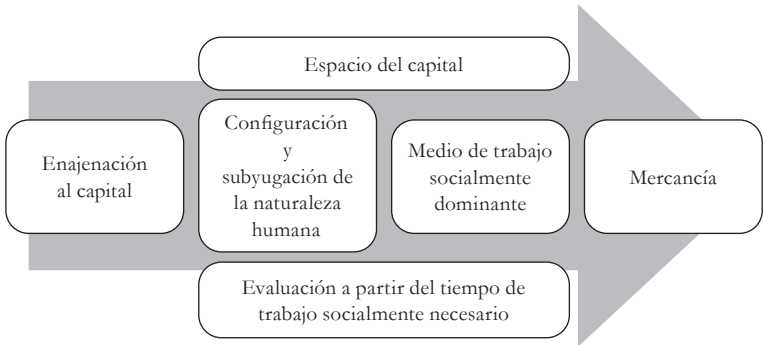 Espacio del capital
Enajenación
al capital
Configuración
y
subyugación de
la naturaleza
humana
Medio de trabajo
socialmente
dominante
Mercancía
Evaluación a partir del tiempo de
trabajo socialmente necesario